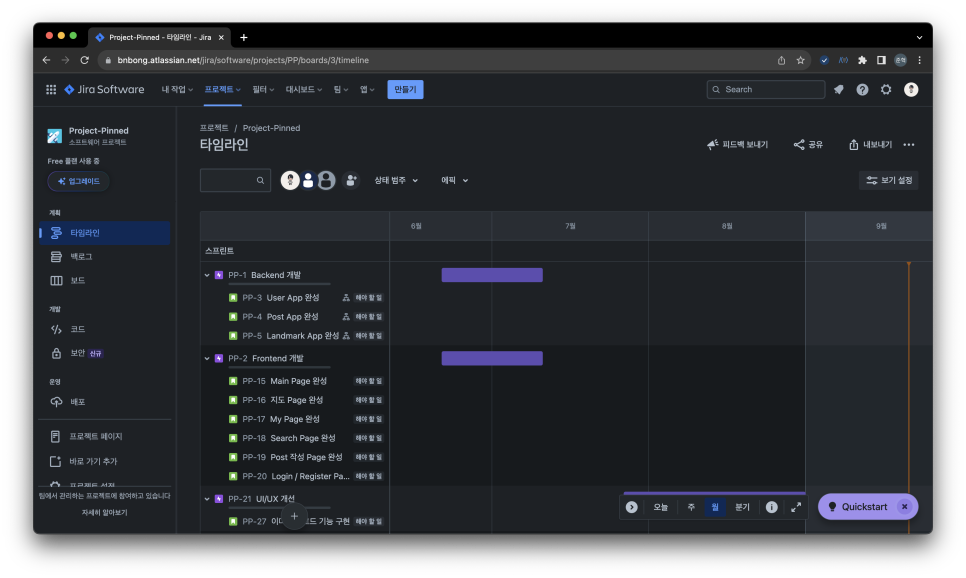 Project-Pinned - 타임라인 - Jira
bnbong.atlassian.net/jira/software/projects/PP/boards/3/timeline
Jira Software
내 작업
프로젝트
필터
대시보드
팀
앱
만들기
Search
Project-Pinned
소프트웨어 프로젝트
Free 플랜 사용 중
업그레이드
계획
타임라인
백로그
보드
개발
코드
보안 신규
운영
배포
프로젝트 페이지
바로 가기 추가
프로젝트 설정
팀에서 관리하는 프로젝트에 참여하고 있습니다
자세히 알아보기
프로젝트 / Project-Pinned
타임라인
피드백 보내기
공유
내보내기
상태 범주
에픽
보기 설정
6월
7월
8월
9월
스프린트
PP-1 Backend 개발
PP-3 User App 완성 해야 할 일
PP-4 Post App 완성 해야 할 일
PP-5 Landmark App 완성 해야 할 일
PP-2 Frontend 개발
PP-15 Main Page 완성 해야 할 일
PP-16 지도 Page 완성 해야 할 일
PP-17 My Page 완성 해야 할 일
PP-18 Search Page 완성 해야 할 일
PP-19 Post 작성 Page 완성 해야 할 일
PP-20 Login / Register Pa... 해야 할 일
PP-21 UI/UX 개선
PP-27 드 기능 구현 해야 할 일
오늘
주
월
분기
Quickstart